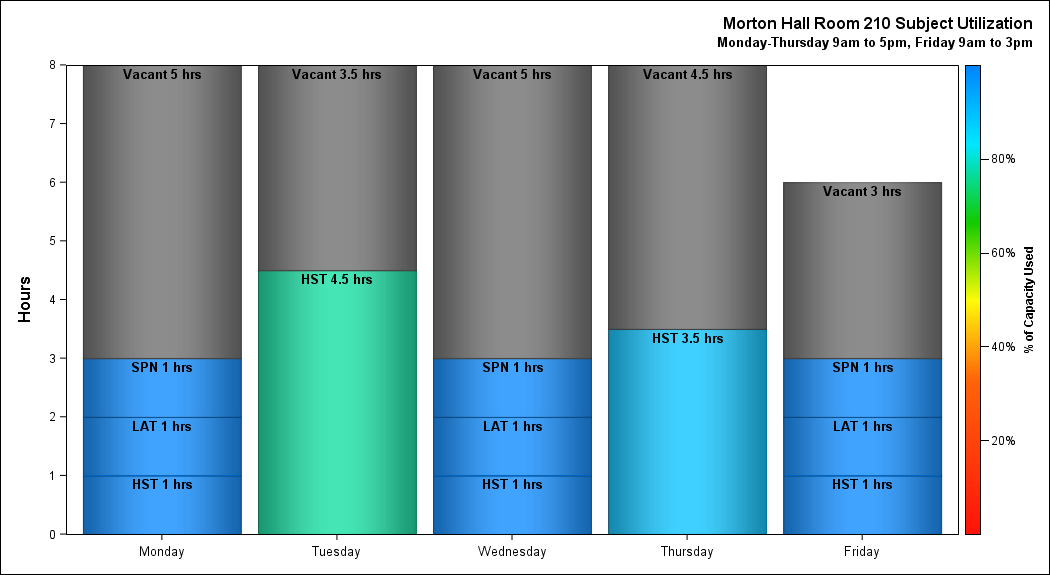 Morton Hall Room 210 Subject Utilization
Monday-Thursday 9am to 5pm, Friday 9am to 3pm
Hours
8
7
6
5
4
3
2
1
0
Vacant 5 hrs
SPN 1 hrs
LAT 1 hrs
HST 1 hrs
Vacant 3.5 hrs
HST 4.5 hrs
Vacant 5 hrs
SPN 1 hrs
LAT 1 hrs
HST 1 hrs
Vacant 4.5 hrs
HST 3.5 hrs
Vacant 3 hrs
SPN 1 hrs
LAT 1 hrs
HST 1 hrs
Monday
Tuesday
Wednesday
Thursday
Friday
80%
60%
40%
20%
% of Capacity Used